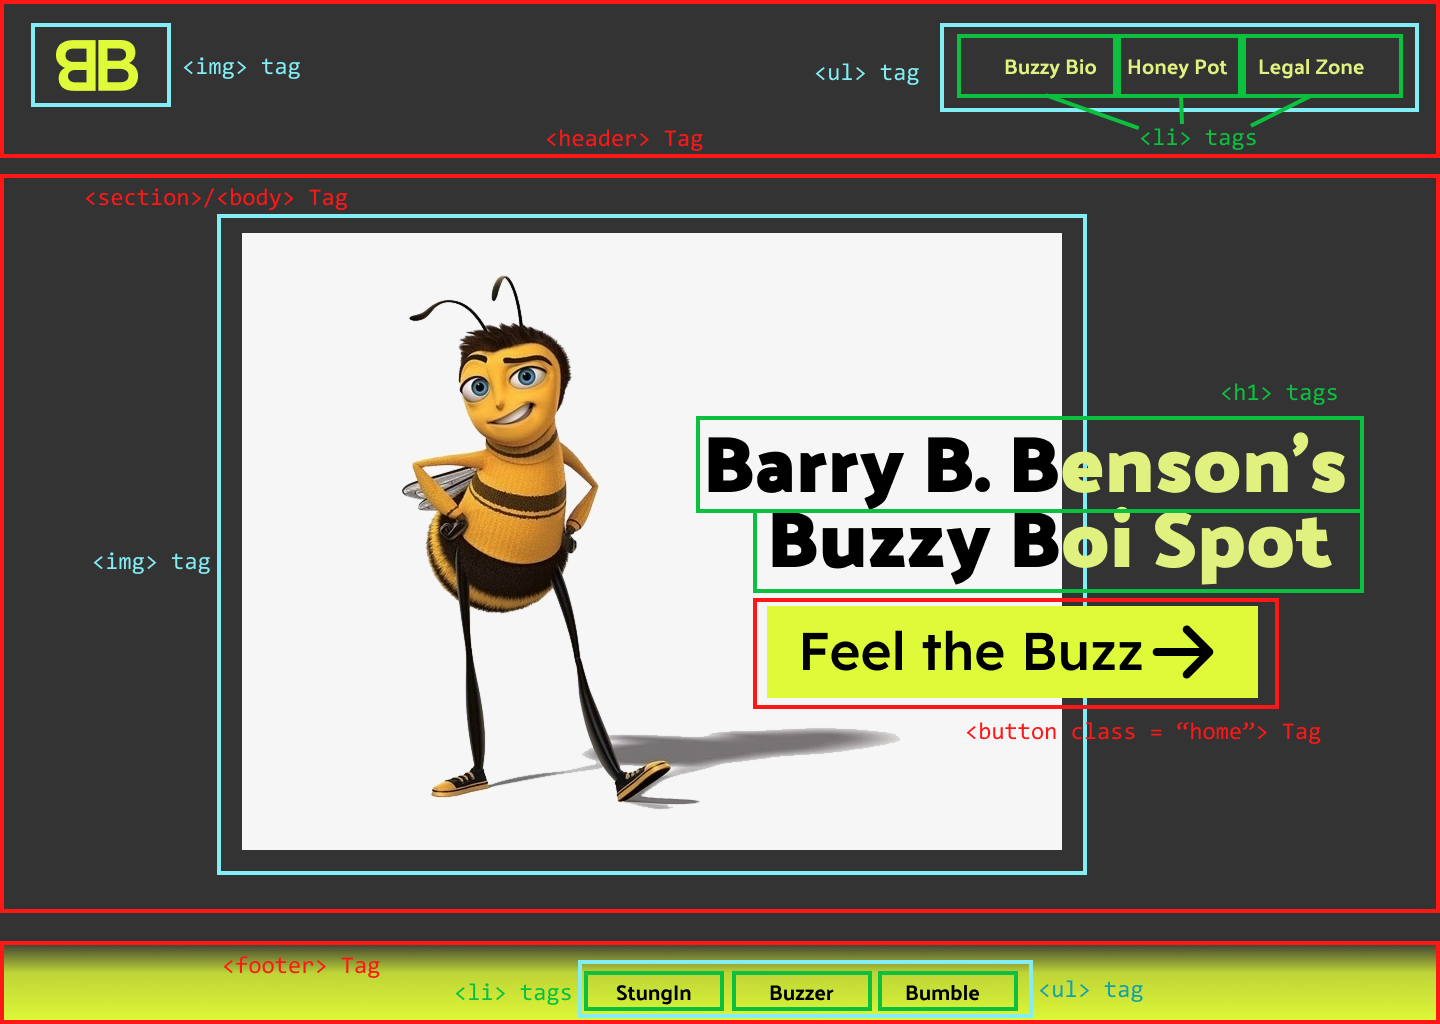 BB
<img> tag
<ul> tag
Buzzy Bio
Honey Pot
Legal Zone
<header> Tag
<li> tags
<section>/<body> Tag
<h1> tags
Barry B. Benson’s
Buzzy Boi Spot
<img> tag
Feel the Buzz
<button class = “home”> Tag
<footer> Tag
<li> tags
StungIn
Buzzer
Bumble
<ul> tag